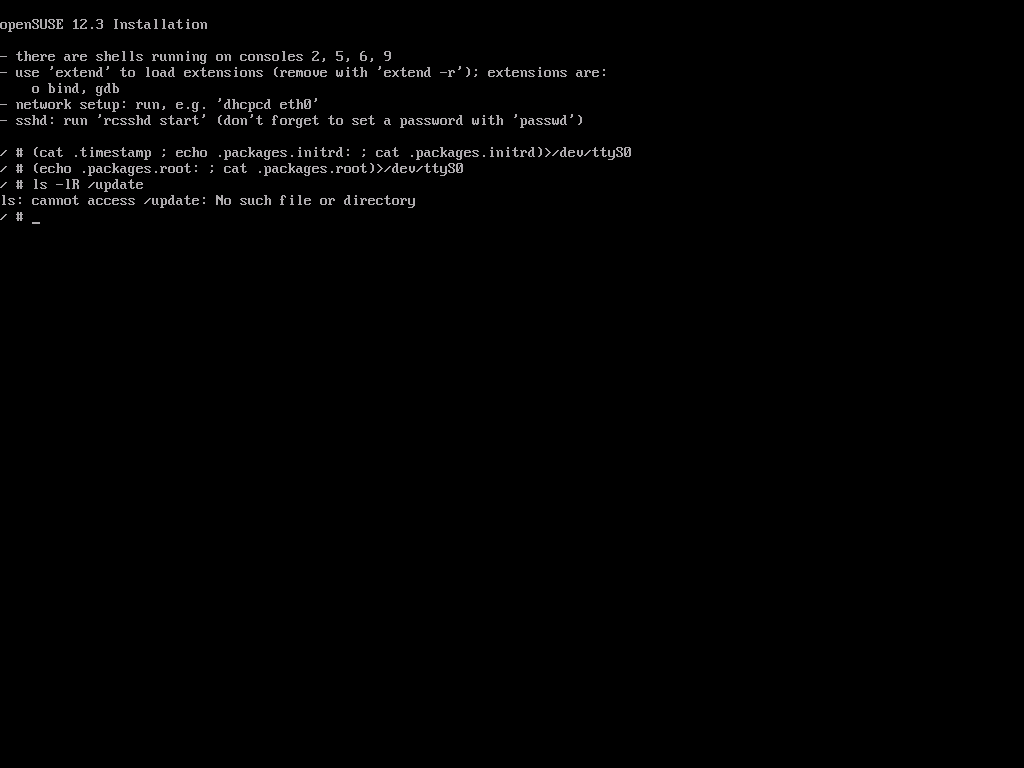 openSUSE 12.3 Installation
- there are shells running on consoles 2, 5, 6, 9
- use 'extend' to load extensions (remove with 'extend -r'); extensions are:
o bind, gdb
- network setup: run, e.g. 'dhcpcd eth0'
- sshd: run 'rcsshd start' (don't forget to set a password with 'passwd')
/ # (cat .timestamp ; echo .packages.initrd: ; cat .packages.initrd)>/dev/ttyS0
/ # (echo .packages.root: ; cat .packages.root)>/dev/ttyS0
/ # ls -lR /update
ls: cannot access /update: No such file or directory
/ # _